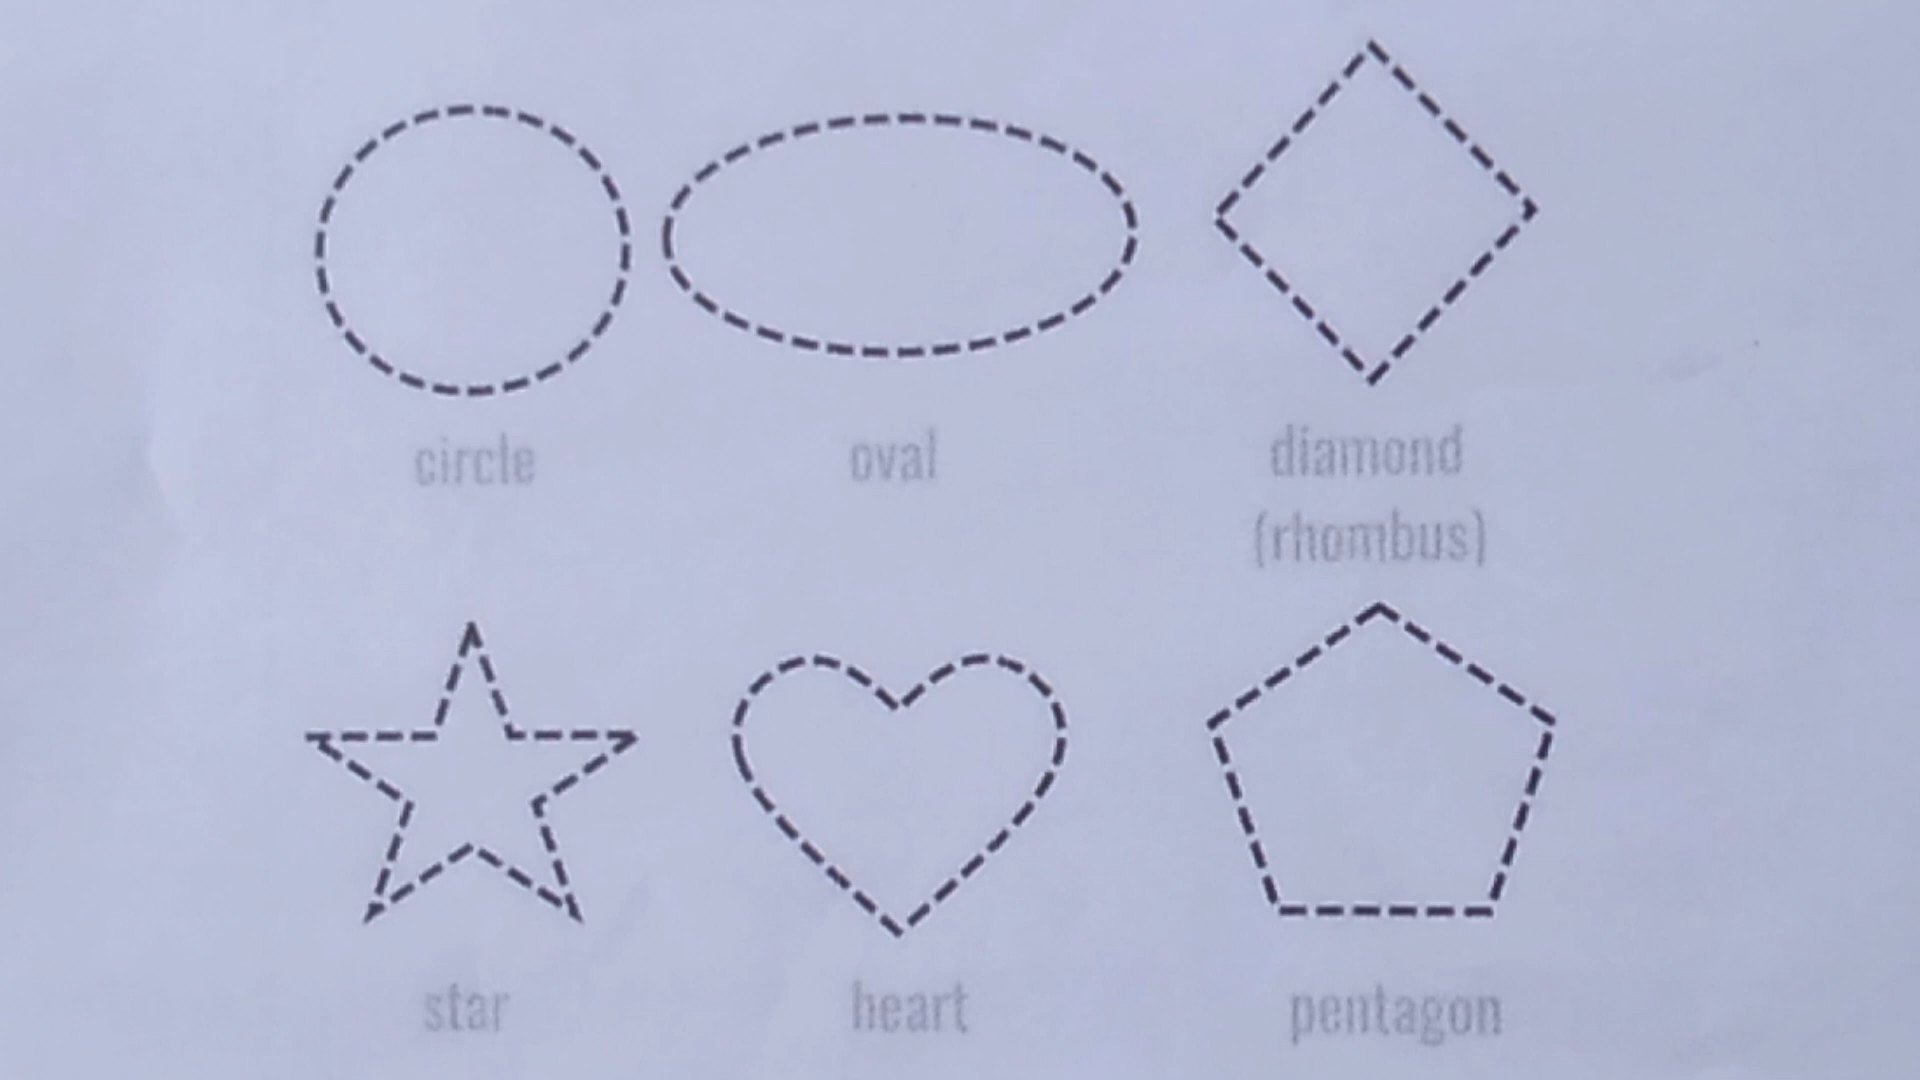 circle
oval
diamond
(rhombus)
star
heart
pentagon